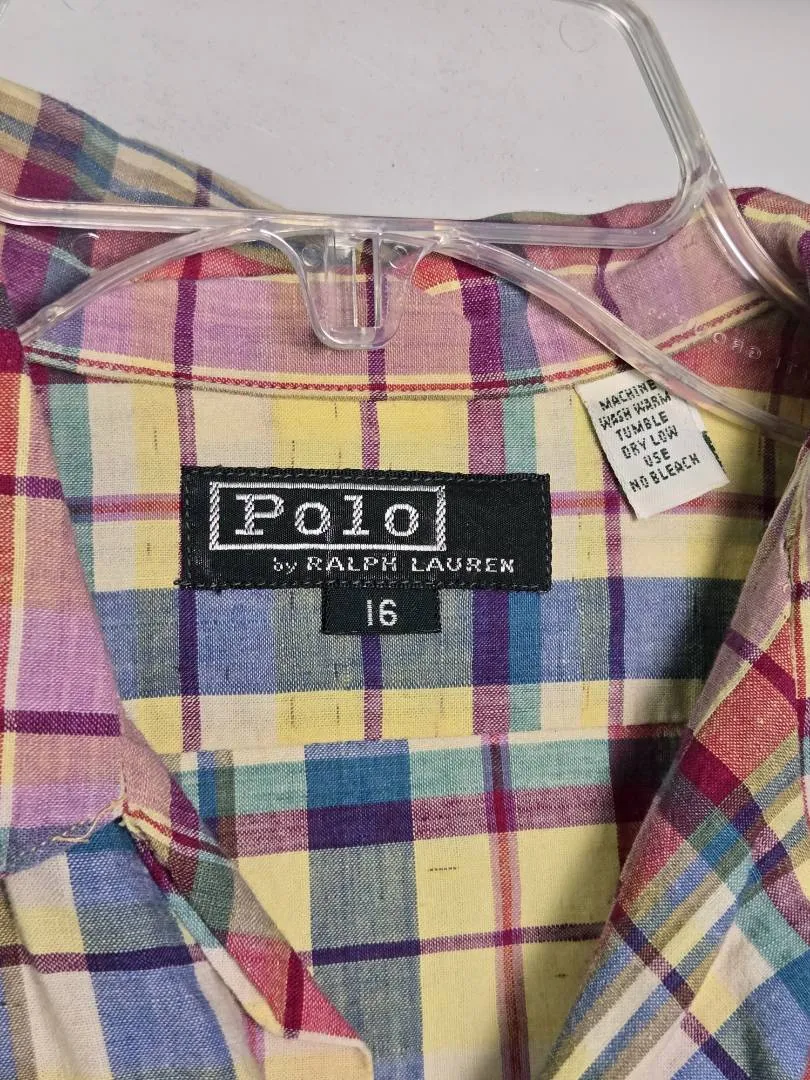 Polo
by RALPH LAUREN
16
MACHINE
WASH WARM
TUMBLE
DRY LOW
USE
NO BLEACH